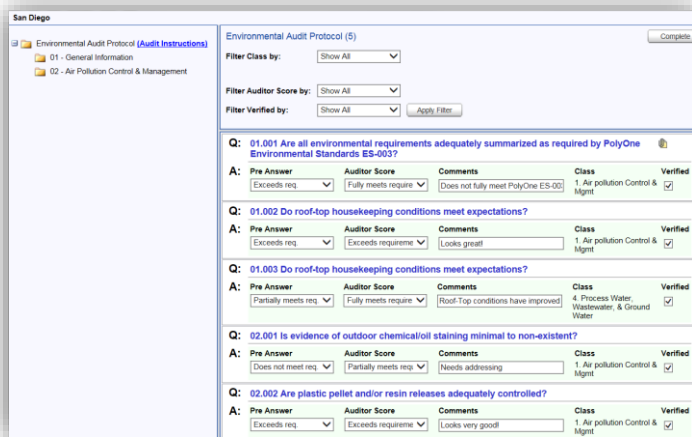 San Diego
Environmental Audit Protocol (Audit Instructions)
01 - General Information
02 - Air Pollution Control & Management
Environmental Audit Protocol (5)
Complete
Filter Class by: Show All
Filter Auditor Score by: Show All
Filter Verified by: Show All Apply Filter
Q: 01.001 Are all environmental requirements adequately summarized as required by PolyOne
Environmental Standards ES-003?
A: Pre Answer Auditor Score Comments Class Verified
Exceeds req. Fully meets require Does not fully meet PolyOne ES-00 1. Air pollution Control &
Mgmt
Q: 01.002 Do roof-top housekeeping conditions meet expectations?
A: Pre Answer Auditor Score Comments Class Verified
Exceeds req. Exceeds requireme Looks great! 1. Air pollution Control &
Mgmt
Q: 01.003 Do roof-top housekeeping conditions meet expectations?
A: Pre Answer Auditor Score Comments Class Verified
Partially meets req. Fully meets require Roof-Top conditions have improved 4. Process Water,
Wastewater, & Ground
Water
Q: 02.001 Is evidence of outdoor chemical/oil staining minimal to non-existent?
A: Pre Answer Auditor Score Comments Class Verified
Does not meet req. Partially meets requ Needs addressing 1. Air pollution Control &
Mgmt
Q: 02.002 Are plastic pellet and/or resin releases adequately controlled?
A: Pre Answer Auditor Score Comments Class Verified
Exceeds req. Exceeds requireme Looks very good! 1. Air pollution Control &
Mgmt